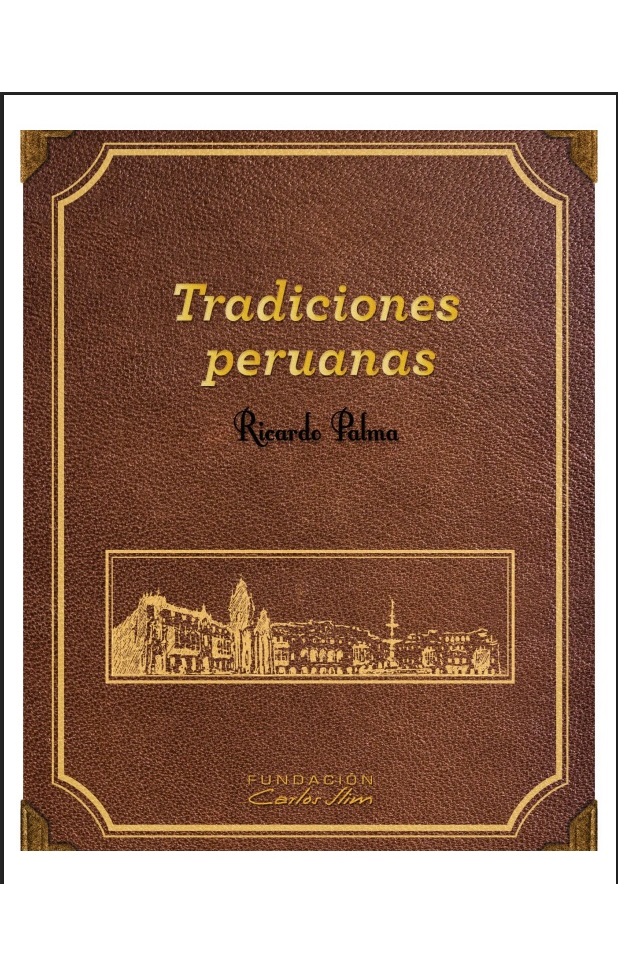 Tradiciones
peruanas
Ricardo Palma
FUNDACIÓN
Carlos Slim